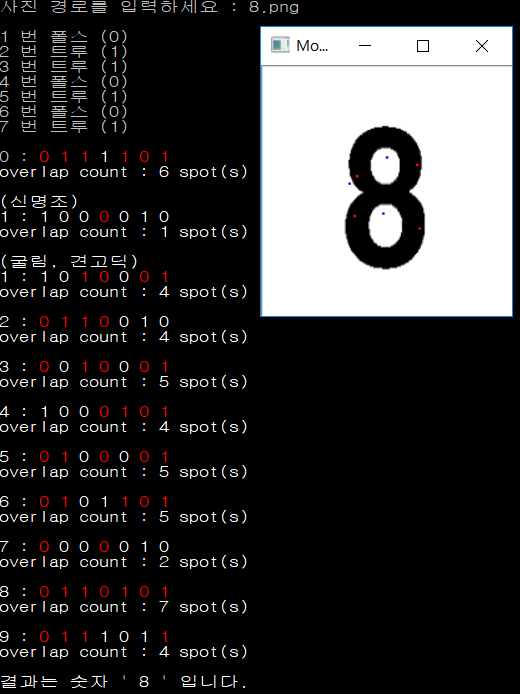 사진 경로를 입력하세요 : 8.png
1 번 폴스 (0)
2 번 트루 (1)
3 번 트루 (1)
4 번 폴스 (0)
5 번 트루 (1)
6 번 폴스 (0)
7 번 트루 (1)
0 : 0 1 1 1 1 0 1
overlap count : 6 spot(s)
(신명조)
1 : 1 0 0 0 0 1 0
overlap count : 1 spot(s)
(굴림, 견고딕)
1 : 1 0 1 0 0 0 1
overlap count : 4 spot(s)
2 : 0 1 1 0 0 1 0
overlap count : 4 spot(s)
3 : 0 0 1 0 0 0 1
overlap count : 5 spot(s)
4 : 1 0 0 0 1 0 1
overlap count : 4 spot(s)
5 : 0 1 0 0 0 0 1
overlap count : 5 spot(s)
6 : 0 1 0 1 1 0 1
overlap count : 5 spot(s)
7 : 0 0 0 0 0 1 0
overlap count : 2 spot(s)
8 : 0 1 1 0 1 0 1
overlap count : 7 spot(s)
9 : 0 1 1 1 0 1 1
overlap count : 4 spot(s)
결과는 숫자 ' 8 ' 입니다.
Mo...
8